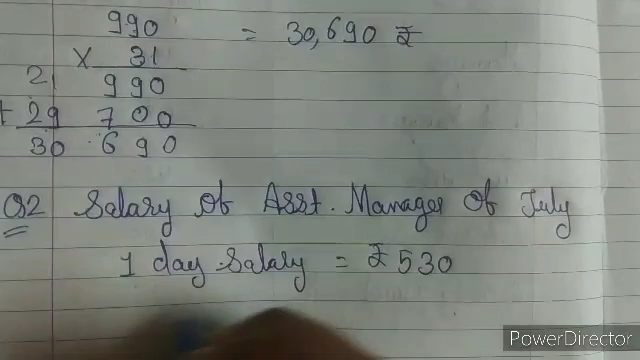 990 = 30,690 ₹
× 31
21 990
+ 29 700
30 690
Q2 Salary of Asst. Manager of July
1 day Salary = ₹ 530
PowerDirector